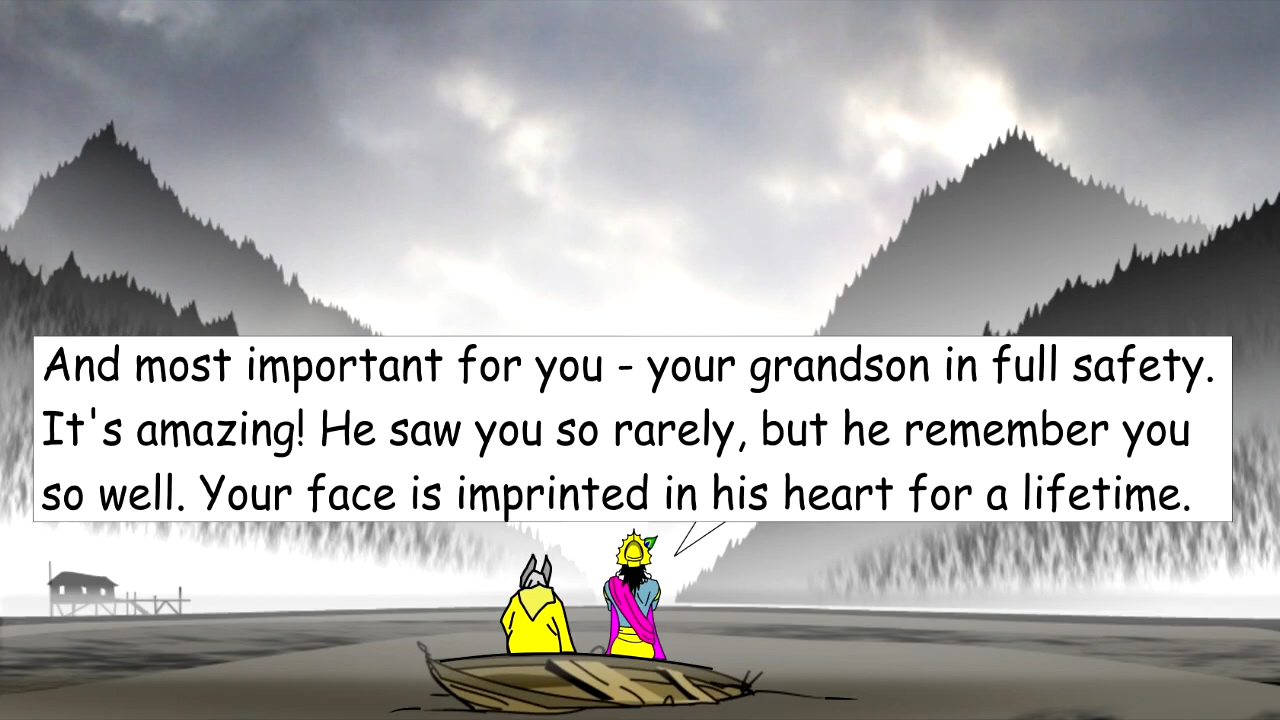 And most important for you - your grandson in full safety.
It's amazing! He saw you so rarely, but he remember you
so well. Your face is imprinted in his heart for a lifetime.